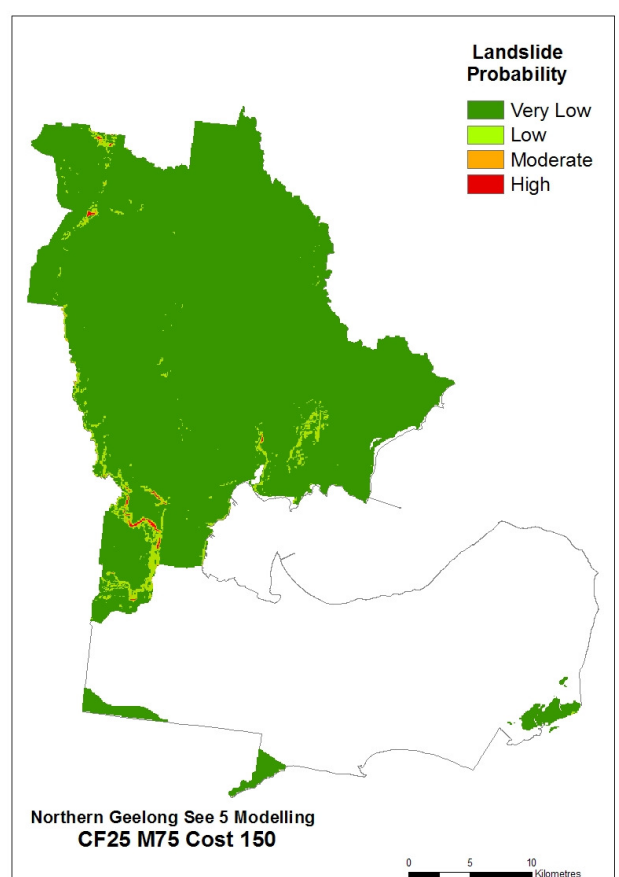 Landslide
Probability
Very Low
Low
Moderate
High
Northern Geelong See 5 Modelling
CF25 M75 Cost 150
0 5 10
Kilometres